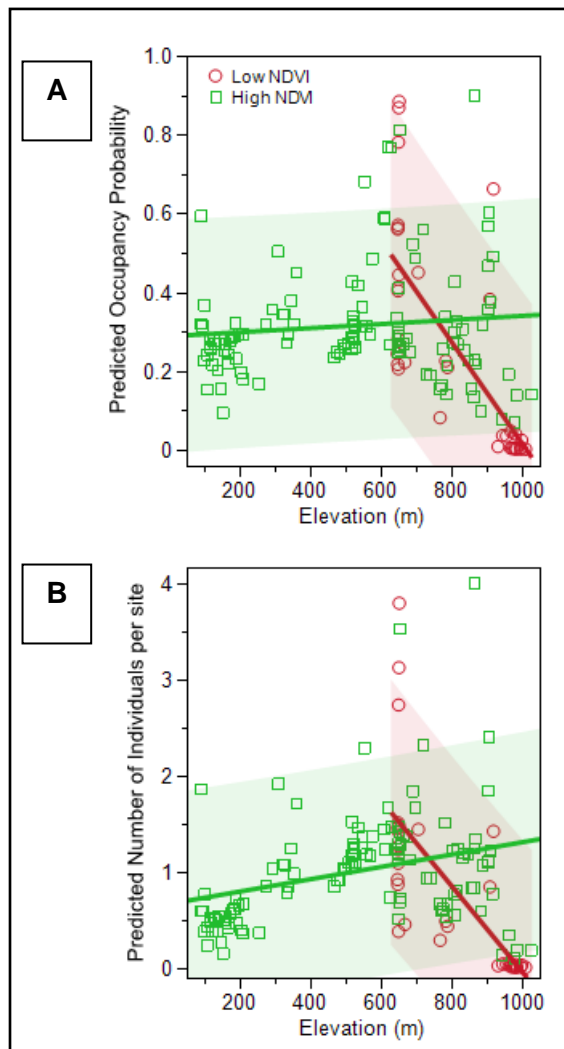 A
Predicted Occupancy Probability
1.0
0.8
0.6
0.4
0.2
0
Low NDVI
High NDVI
200 400 600 800 1000
Elevation (m)
B
Predicted Number of Individuals per site
4
3
2
1
0
200 400 600 800 1000
Elevation (m)